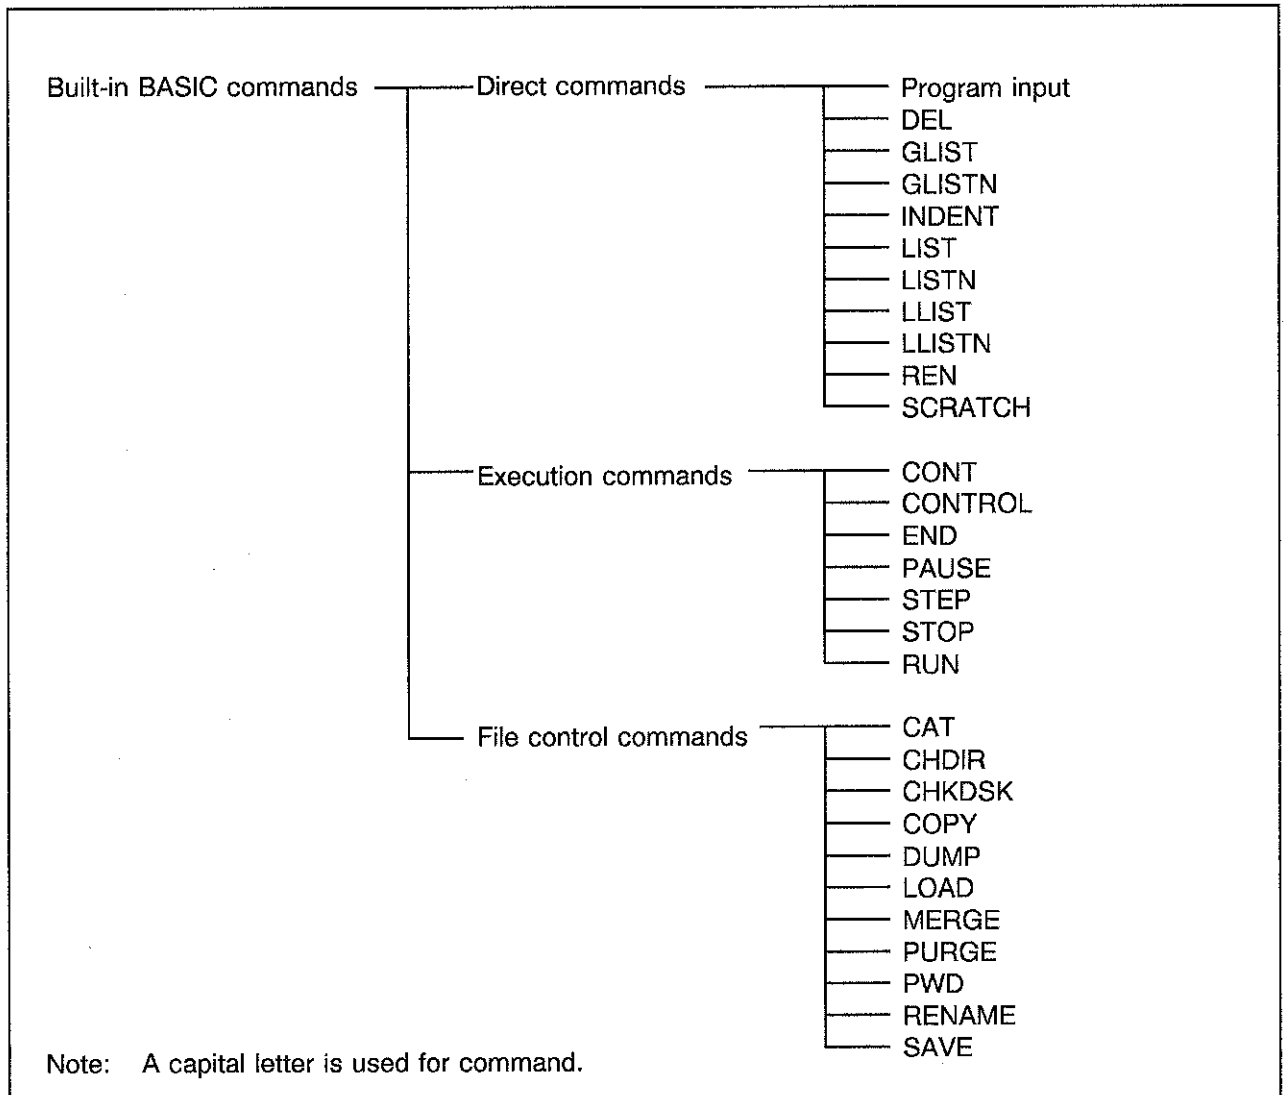 Built-in BASIC commands
Direct commands
Program input
DEL
GLIST
GLISTN
INDENT
LIST
LISTN
LLIST
LLISTN
REN
SCRATCH
Execution commands
CONT
CONTROL
END
PAUSE
STEP
STOP
RUN
File control commands
CAT
CHDIR
CHKDSK
COPY
DUMP
LOAD
MERGE
PURGE
PWD
RENAME
SAVE
Note: A capital letter is used for command.